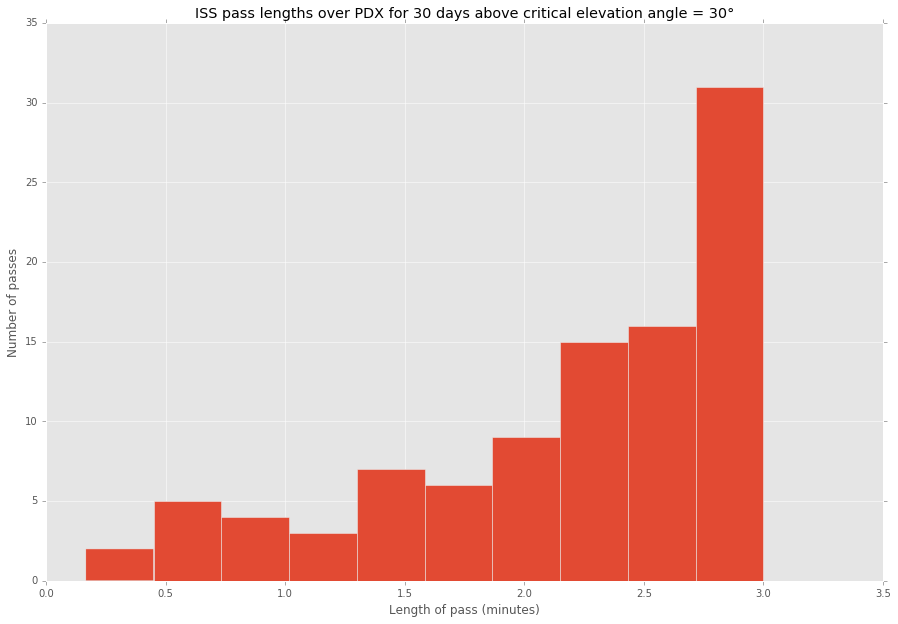 ISS pass lengths over PDX for 30 days above critical elevation angle = 30°
35
30
25
20
15
10
5
0
Number of passes
0.0 0.5 1.0 1.5 2.0 2.5 3.0 3.5
Length of pass (minutes)